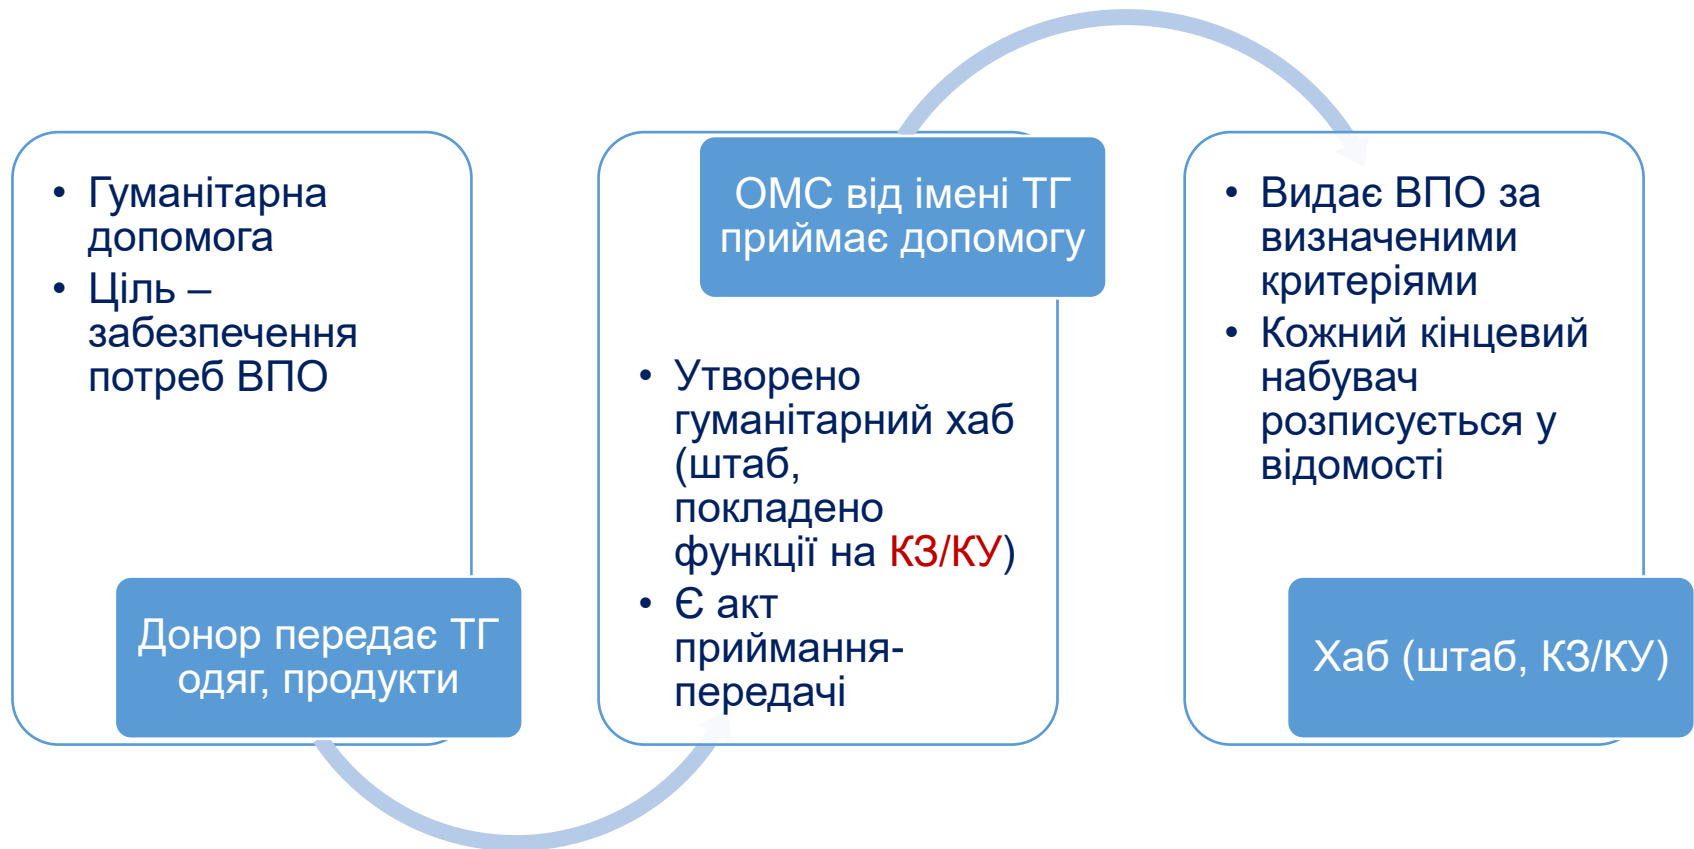 • Гуманітарна
допомога
• Ціль –
забезпечення
потреб ВПО
Донор передає ТГ
одяг, продукти
ОМС від імені ТГ
приймає допомогу
• Утворено
гуманітарний хаб
(штаб,
покладено
функції на КЗ/КУ)
• Є акт
приймання-
передачі
• Видає ВПО за
визначеними
критеріями
• Кожний кінцевий
набувач
розписується у
відомості
Хаб (штаб, КЗ/КУ)